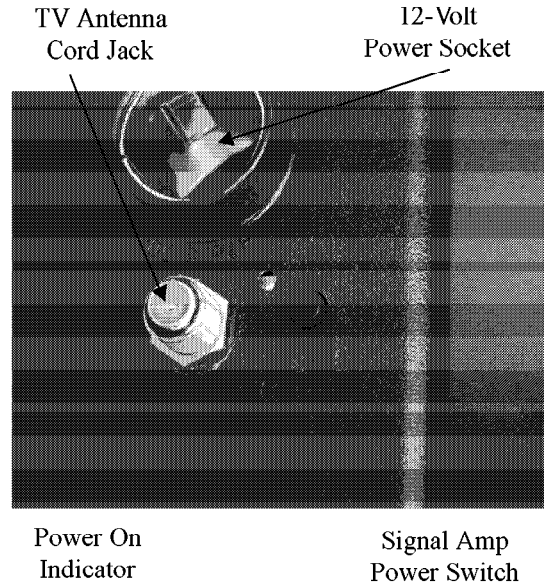 TV Antenna
Cord Jack
12-Volt
Power Socket
Power On
Indicator
Signal Amp
Power Switch